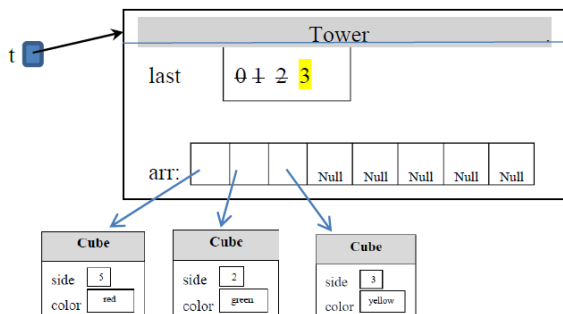 Tower
t
last 0 1 2 3
arr: Null Null Null Null Null
Cube Cube Cube
side 5 side 2 side 3
color red color green color yellow